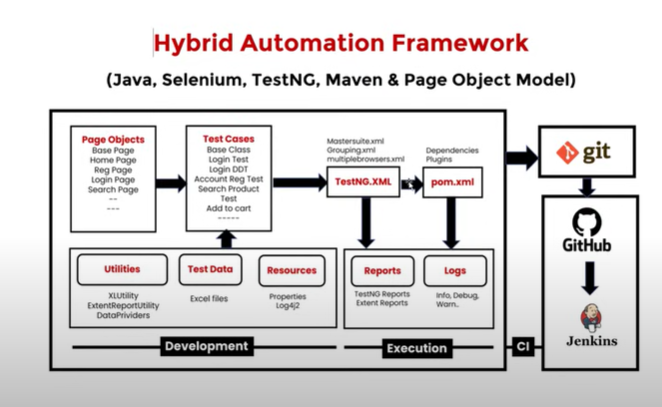 Hybrid Automation Framework
(Java, Selenium, TestNG, Maven & Page Object Model)
Page Objects
Base Page
Home Page
Reg Page
Login Page
Search Page
--
---
Test Cases
Base Class
Login Test
Login DDT
Account Reg Test
Search Product
Test
Add to cart
-----
Mastersuite.xml
Grouping.xml
multiplebrowsers.xml
TestNG.XML
Dependencies
Plugins
pom.xml
git
GitHub
Jenkins
Utilities
XLUtility
ExtentReportUtility
DataPrividers
Test Data
Excel files
Resources
Properties
Log4j2
Reports
TestNG Reports
Extent Reports
Logs
Info, Debug,
Warn..
Development
Execution
CI